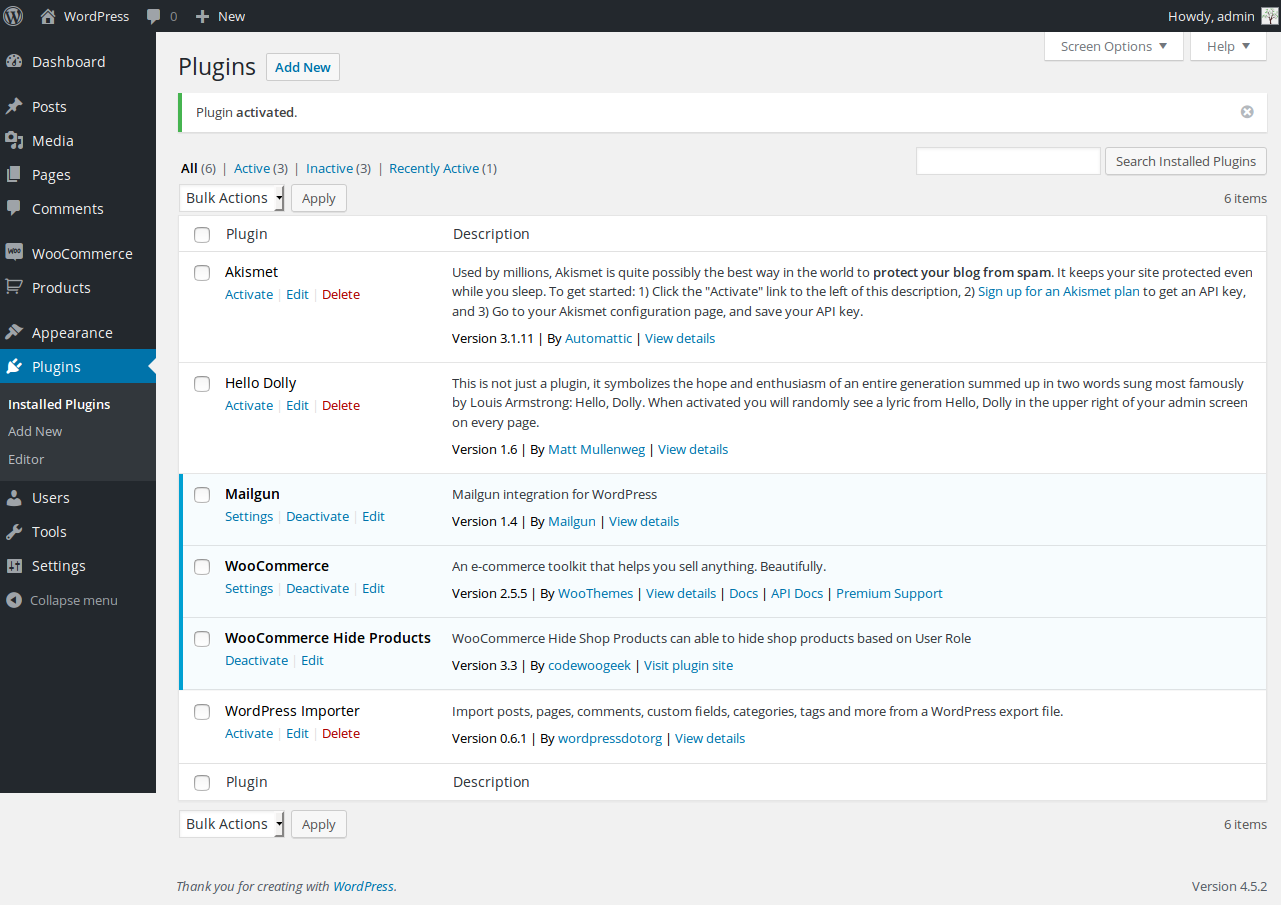 WordPress 0 New Howdy, admin
Screen Options Help
Dashboard
Posts
Media
Pages
Comments
WooCommerce
Products
Appearance
Plugins
Installed Plugins
Add New
Editor
Users
Tools
Settings
Collapse menu
Plugins Add New
Plugin activated.
All (6) | Active (3) | Inactive (3) | Recently Active (1)
Search Installed Plugins
Bulk Actions Apply 6 items
Plugin Description
Akismet
Activate | Edit | Delete
Used by millions, Akismet is quite possibly the best way in the world to protect your blog from spam. It keeps your site protected even
while you sleep. To get started: 1) Click the "Activate" link to the left of this description, 2) Sign up for an Akismet plan to get an API key,
and 3) Go to your Akismet configuration page, and save your API key.
Version 3.1.11 | By Automattic | View details
Hello Dolly
Activate | Edit | Delete
This is not just a plugin, it symbolizes the hope and enthusiasm of an entire generation summed up in two words sung most famously
by Louis Armstrong: Hello, Dolly. When activated you will randomly see a lyric from Hello, Dolly in the upper right of your admin screen
on every page.
Version 1.6 | By Matt Mullenweg | View details
Mailgun
Settings | Deactivate | Edit
Mailgun integration for WordPress
Version 1.4 | By Mailgun | View details
WooCommerce
Settings | Deactivate | Edit
An e-commerce toolkit that helps you sell anything. Beautifully.
Version 2.5.5 | By WooThemes | View details | Docs | API Docs | Premium Support
WooCommerce Hide Products
Deactivate | Edit
WooCommerce Hide Shop Products can able to hide shop products based on User Role
Version 3.3 | By codewoogeek | Visit plugin site
WordPress Importer
Activate | Edit | Delete
Import posts, pages, comments, custom fields, categories, tags and more from a WordPress export file.
Version 0.6.1 | By wordpressdotorg | View details
Plugin Description
Bulk Actions Apply 6 items
Thank you for creating with WordPress. Version 4.5.2